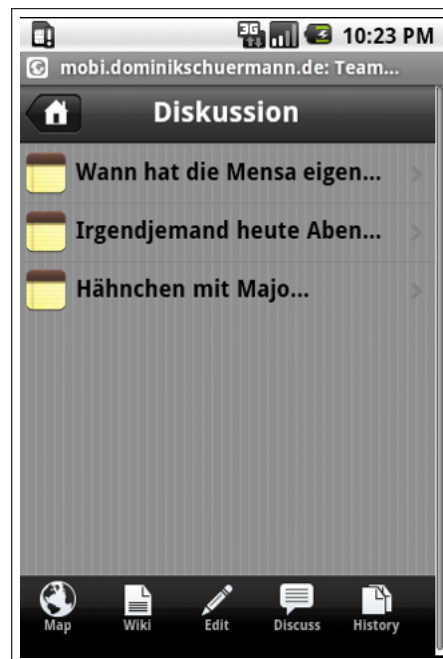 3G 10:23 PM
mobi.dominikschuermann.de: Team...
Diskussion
Wann hat die Mensa eigen...
Irgendjemand heute Aben...
Hähnchen mit Majo...
Map Wiki Edit Discuss History